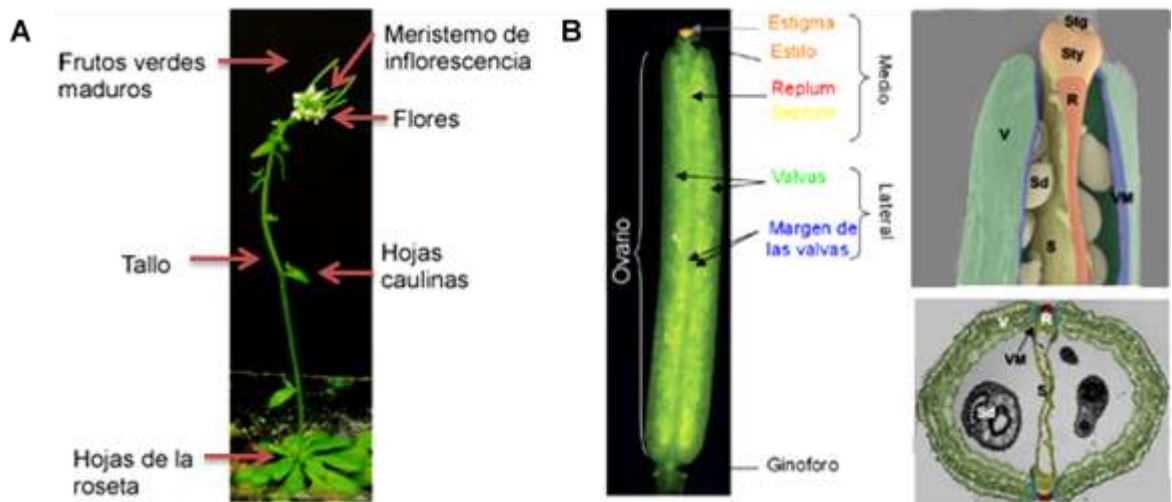 A
Frutos verdes
maduros
Meristemo de
inflorescencia
Flores
Tallo
Hojas
caulinas
Hojas de la
roseta
B
Estigma
Estilo
Replum
Septum
Medio
Valvas
Margen de
las valvas
Lateral
Ovario
Ginoforo
Stg
Sty
R
V
Sd
VM
S
V
R
VM
S
Sd